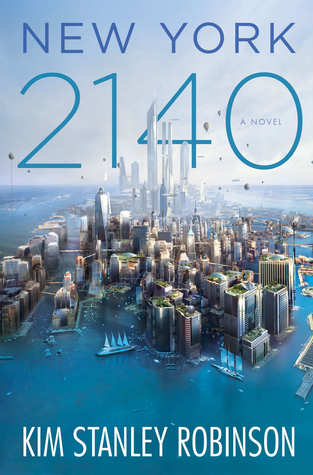 NEW YORK
2140
A NOVEL
KIM STANLEY ROBINSON